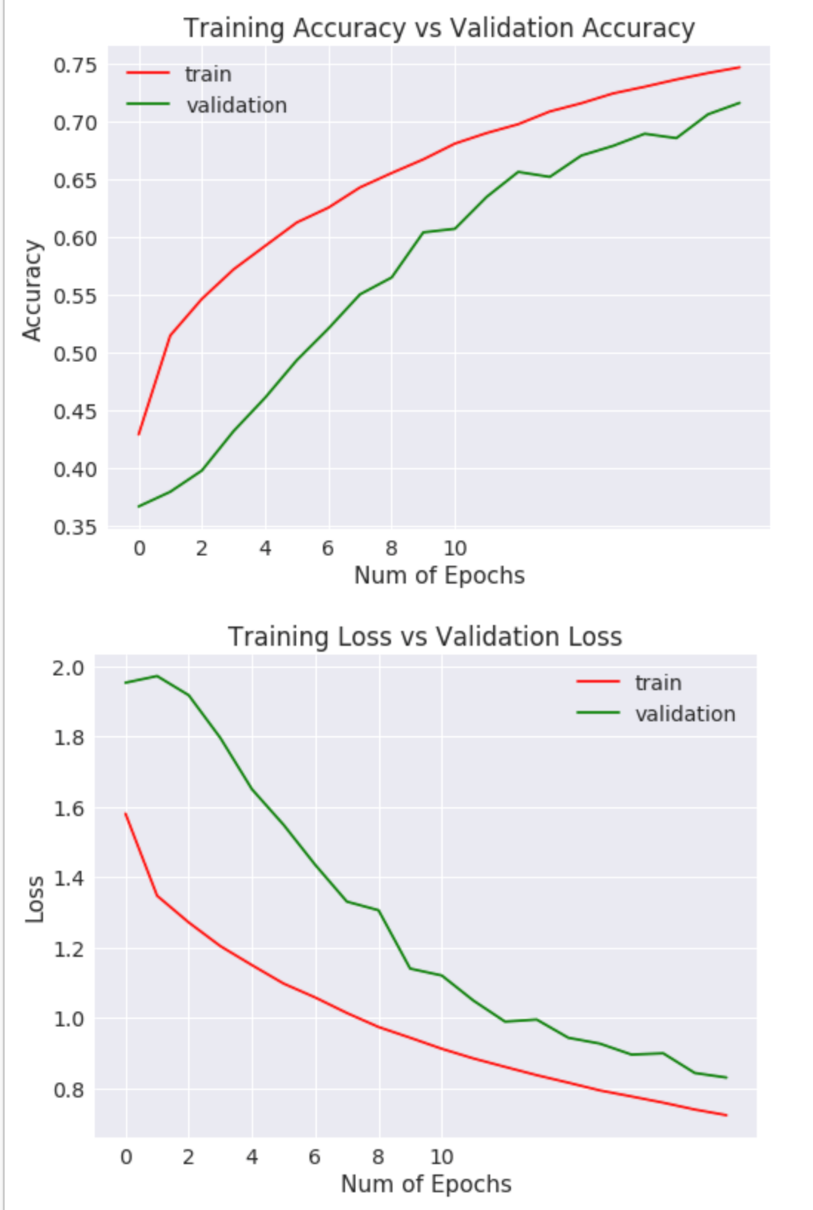 Training Accuracy vs Validation Accuracy
train
validation
0.75
0.70
0.65
0.60
0.55
0.50
0.45
0.40
0.35
Accuracy
0 2 4 6 8 10
Num of Epochs
Training Loss vs Validation Loss
train
validation
2.0
1.8
1.6
1.4
1.2
1.0
0.8
Loss
0 2 4 6 8 10
Num of Epochs